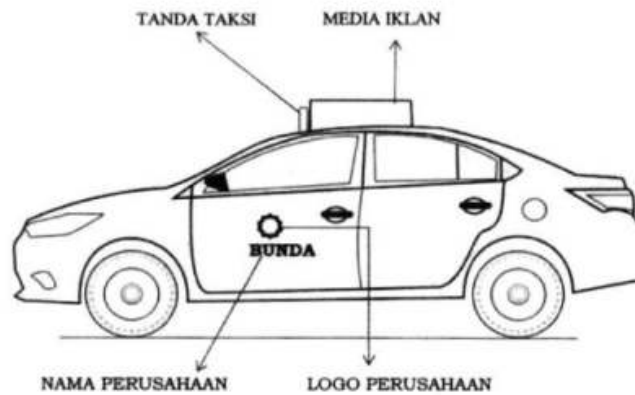 TANDA TAKSI
MEDIA IKLAN
BUNDA
NAMA PERUSAHAAN
LOGO PERUSAHAAN